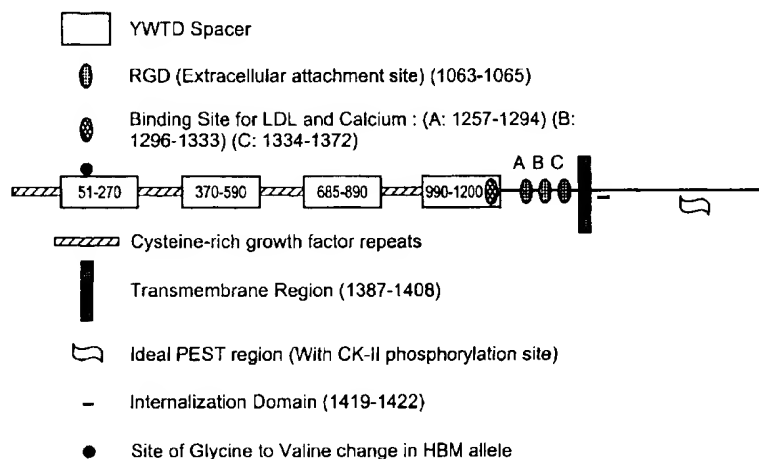 YWTD Spacer
RGD (Extracellular attachment site) (1063-1065)
Binding Site for LDL and Calcium : (A: 1257-1294) (B:
1296-1333) (C: 1334-1372)
A B C
51-270 370-590 685-890 990-1200
Cysteine-rich growth factor repeats
Transmembrane Region (1387-1408)
Ideal PEST region (With CK-II phosphorylation site)
Internalization Domain (1419-1422)
Site of Glycine to Valine change in HBM allele